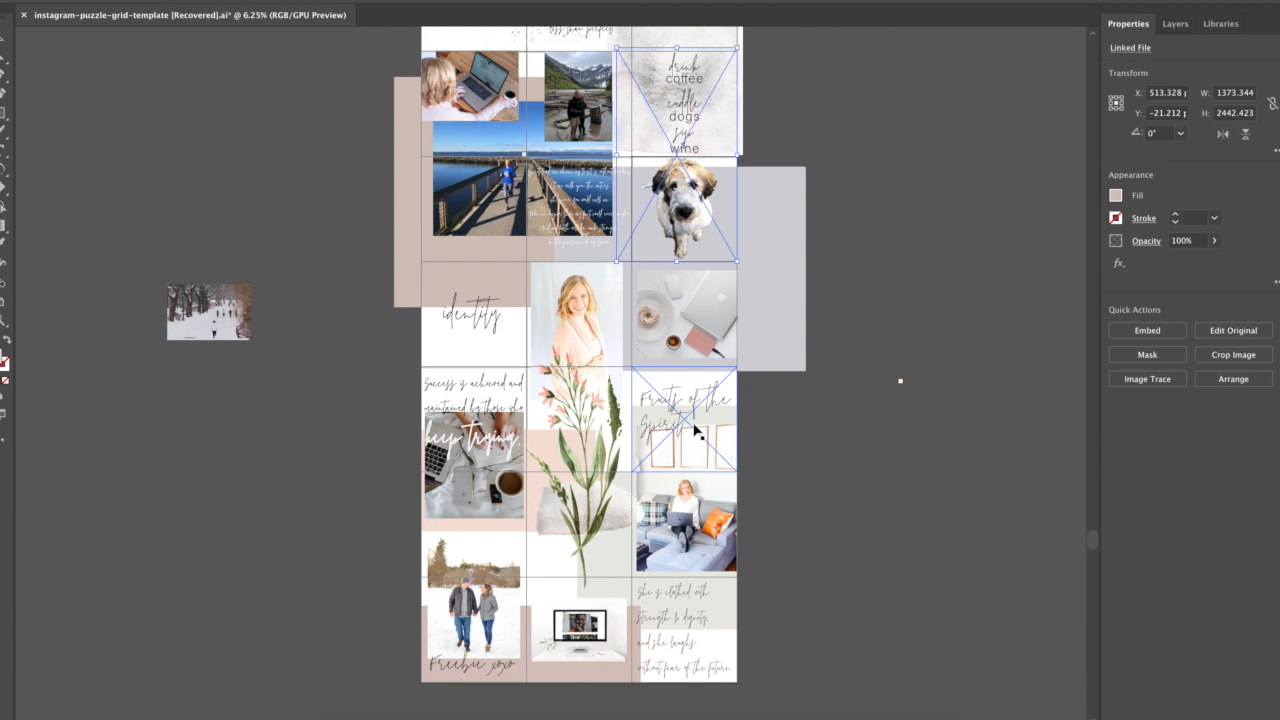 × instagram-puzzle-grid-template [Recovered].ai* @ 6.25% (RGB/GPU Preview)
Properties Layers Libraries
Linked File
Transform
X: 513.328 W: 1373.344
Y: -21.212 H: 2442.423
0°
Appearance
Fill
Stroke
Opacity 100%
fx.
Quick Actions
Embed Edit Original
Mask Crop Image
Image Trace Arrange
less than perfect
drink
coffee
cuddle
dogs
sip
wine
identity
Success is achieved and
maintained by those who
keep trying.
Fruits of the
Spirit
Freebie xoxo
She is clothed with
strength & dignity,
and she laughs
without fear of the future